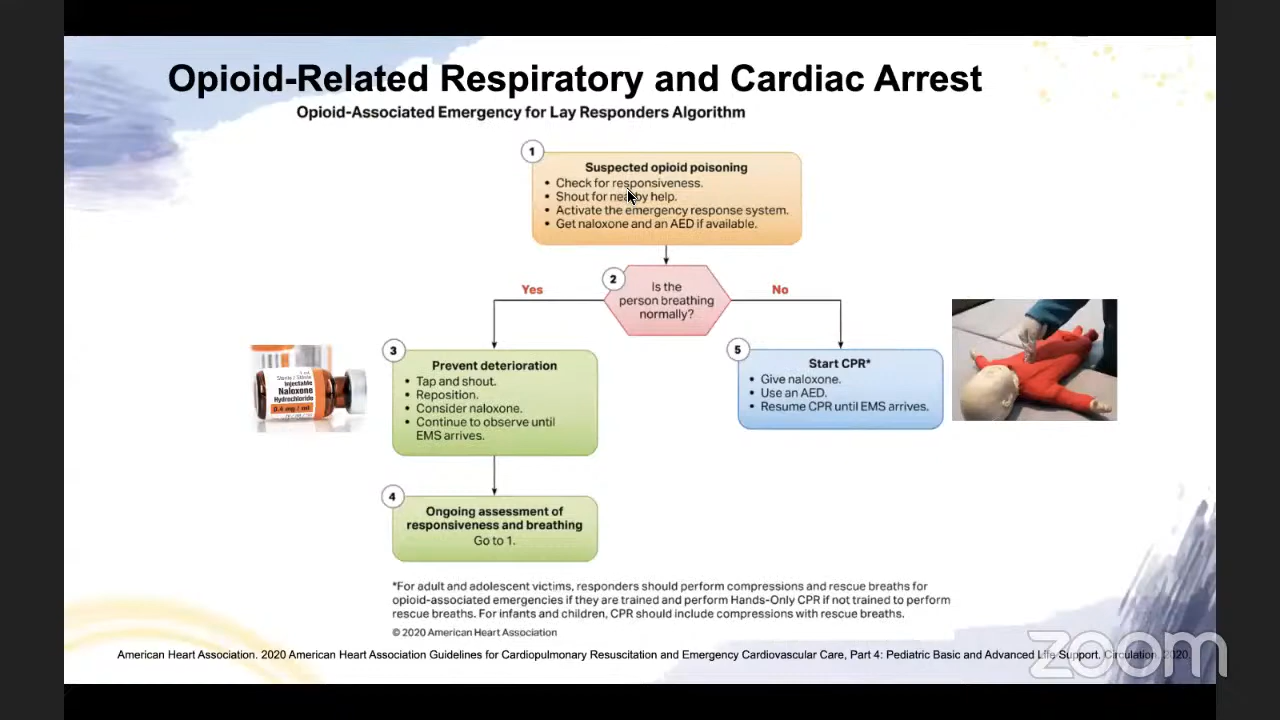 Opioid-Related Respiratory and Cardiac Arrest
Opioid-Associated Emergency for Lay Responders Algorithm
1
Suspected opioid poisoning
• Check for responsiveness.
• Shout for nearby help.
• Activate the emergency response system.
• Get naloxone and an AED if available.
2
Is the
person breathing
normally?
Yes
No
3
Prevent deterioration
• Tap and shout.
• Reposition.
• Consider naloxone.
• Continue to observe until
EMS arrives.
5
Start CPR*
• Give naloxone.
• Use an AED.
• Resume CPR until EMS arrives.
Injectable
Naloxone
Hydrochloride
0.4 mg / ml
4
Ongoing assessment of
responsiveness and breathing
Go to 1.
*For adult and adolescent victims, responders should perform compressions and rescue breaths for
opioid-associated emergencies if they are trained and perform Hands-Only CPR if not trained to perform
rescue breaths. For infants and children, CPR should include compressions with rescue breaths.
© 2020 American Heart Association
American Heart Association. 2020 American Heart Association Guidelines for Cardiopulmonary Resuscitation and Emergency Cardiovascular Care, Part 4: Pediatric Basic and Advanced Life Support. Circulation. 2020.
zoom